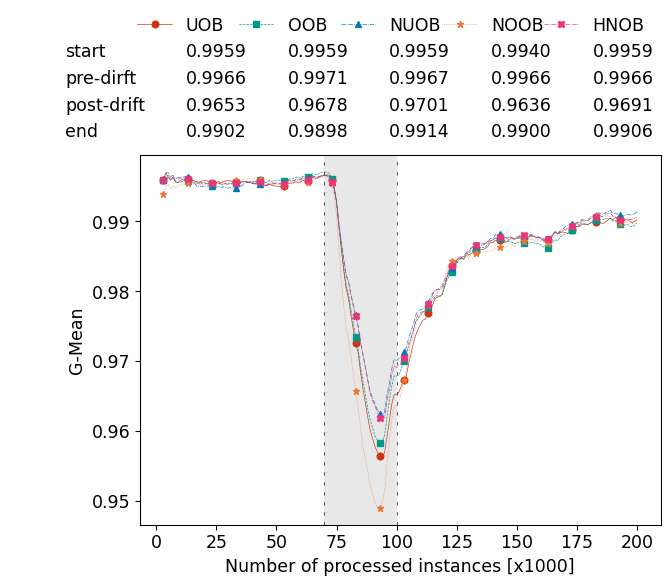 UOB OOB NUOB NOOB HNOB
start 0.9959 0.9959 0.9959 0.9940 0.9959
pre-dirft 0.9966 0.9971 0.9967 0.9966 0.9966
post-drift 0.9653 0.9678 0.9701 0.9636 0.9691
end 0.9902 0.9898 0.9914 0.9900 0.9906
G-Mean
0.99
0.98
0.97
0.96
0.95
0 25 50 75 100 125 150 175 200
Number of processed instances [x1000]